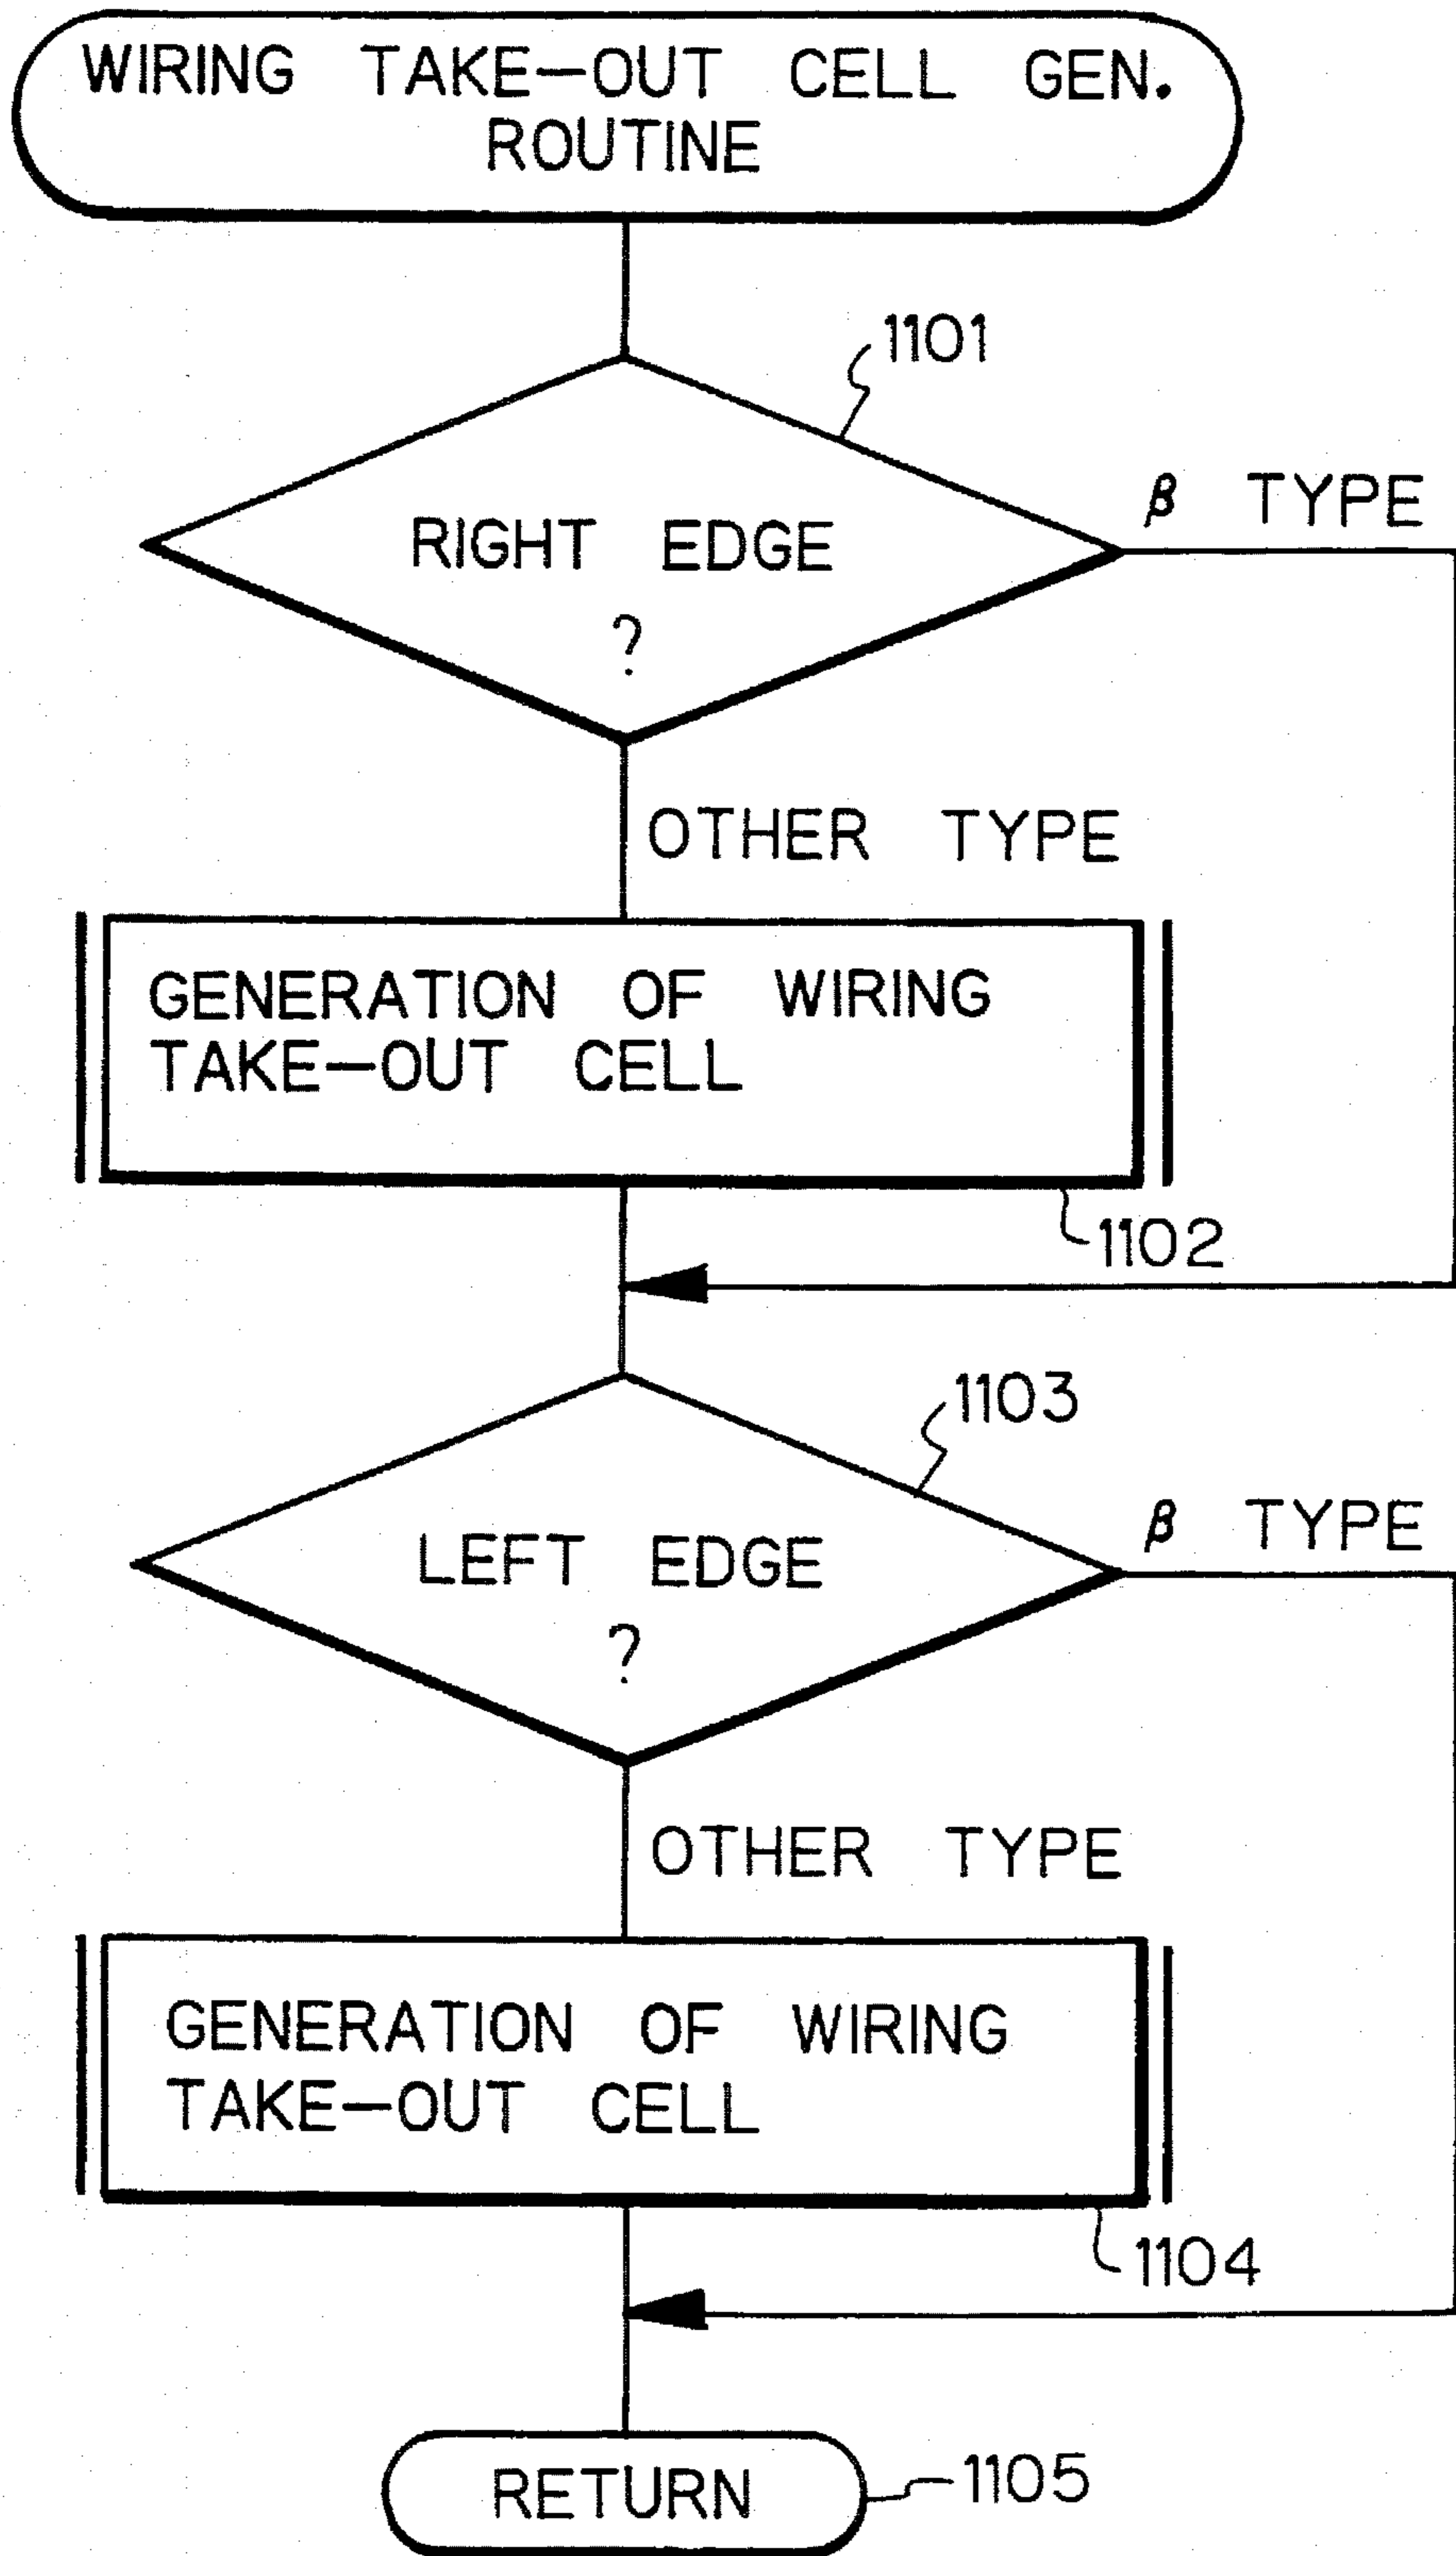 WIRING TAKE-OUT CELL GEN.
ROUTINE
1101
β TYPE
RIGHT EDGE
?
OTHER TYPE
GENERATION OF WIRING
TAKE-OUT CELL
1102
1103
β TYPE
LEFT EDGE
?
OTHER TYPE
GENERATION OF WIRING
TAKE-OUT CELL
1104
RETURN
1105